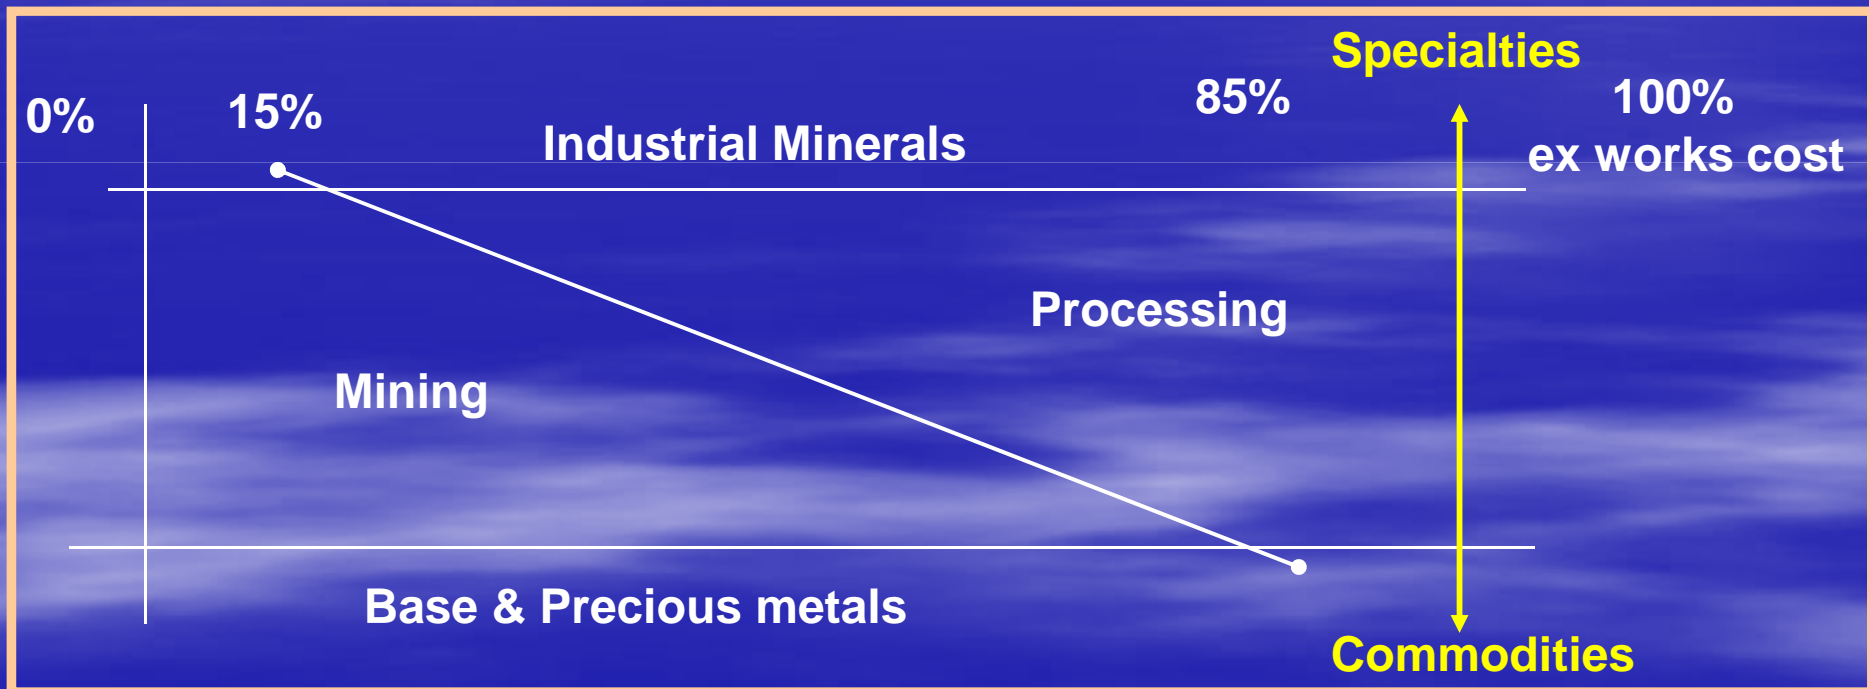 Specialties
0%
15%
85%
100%
Industrial Minerals
ex works cost
Processing
Mining
Base & Precious metals
Commodities